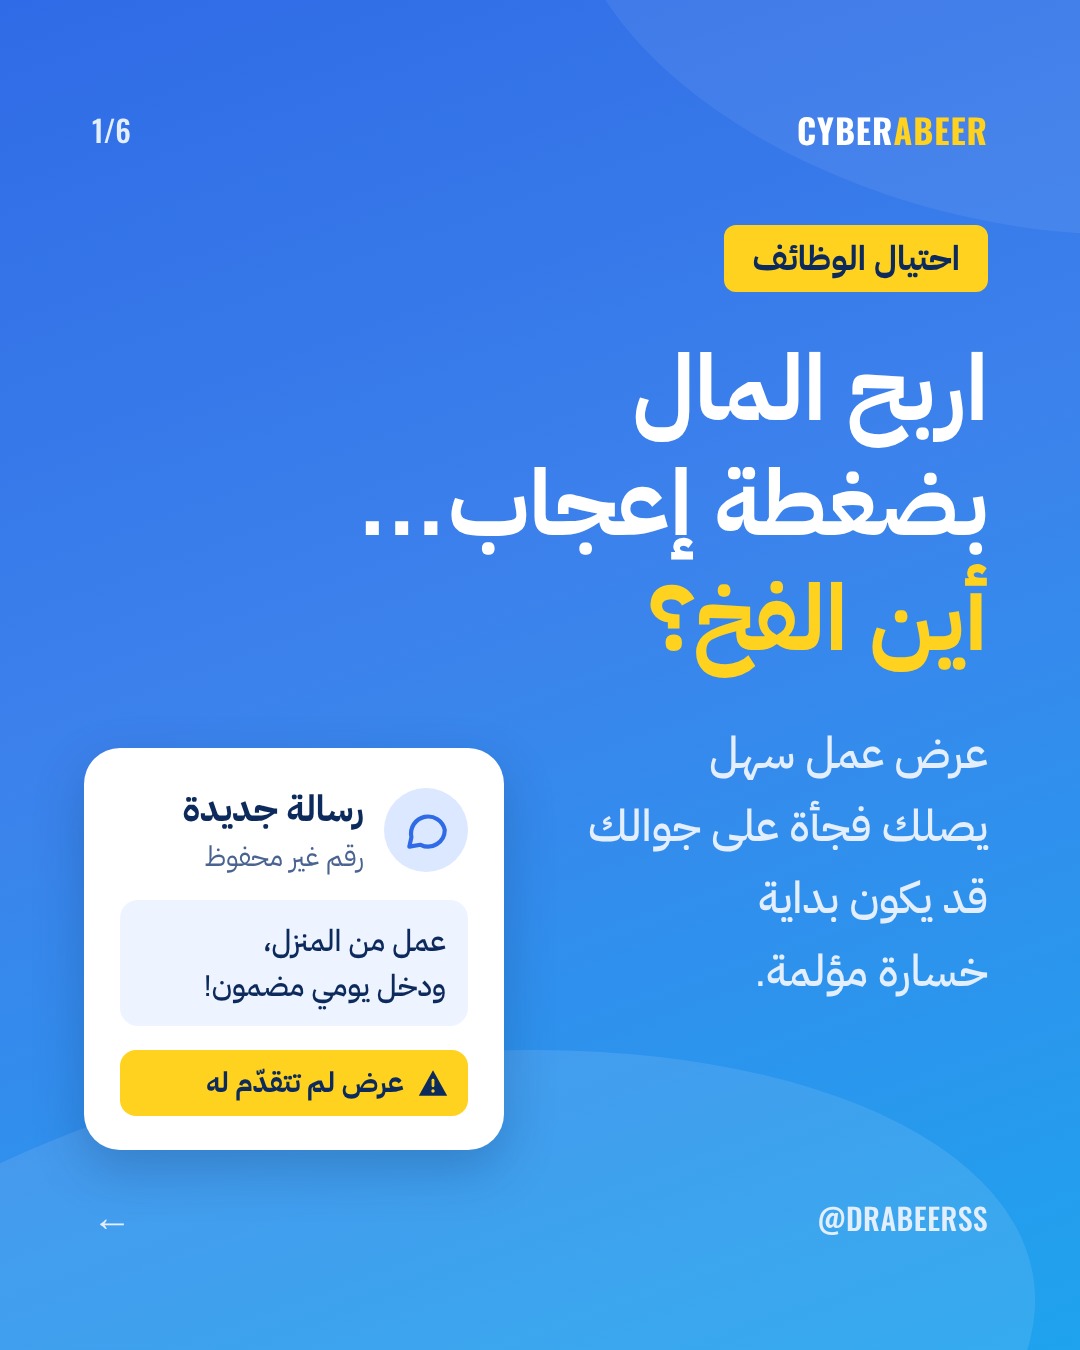 CYBERABEER
1/6
احتيال الوظائف
اربح المال
بضغطة إعجاب...
أين الفخ؟
عرض عمل سهل
يصلك فجأة على جوالك
قد يكون بداية
خسارة مؤلمة.
رسالة جديدة
رقم غير محفوظ
عمل من المنزل،
ودخل يومي مضمون!
عرض لم تتقدّم له
@DRABEERSS
←